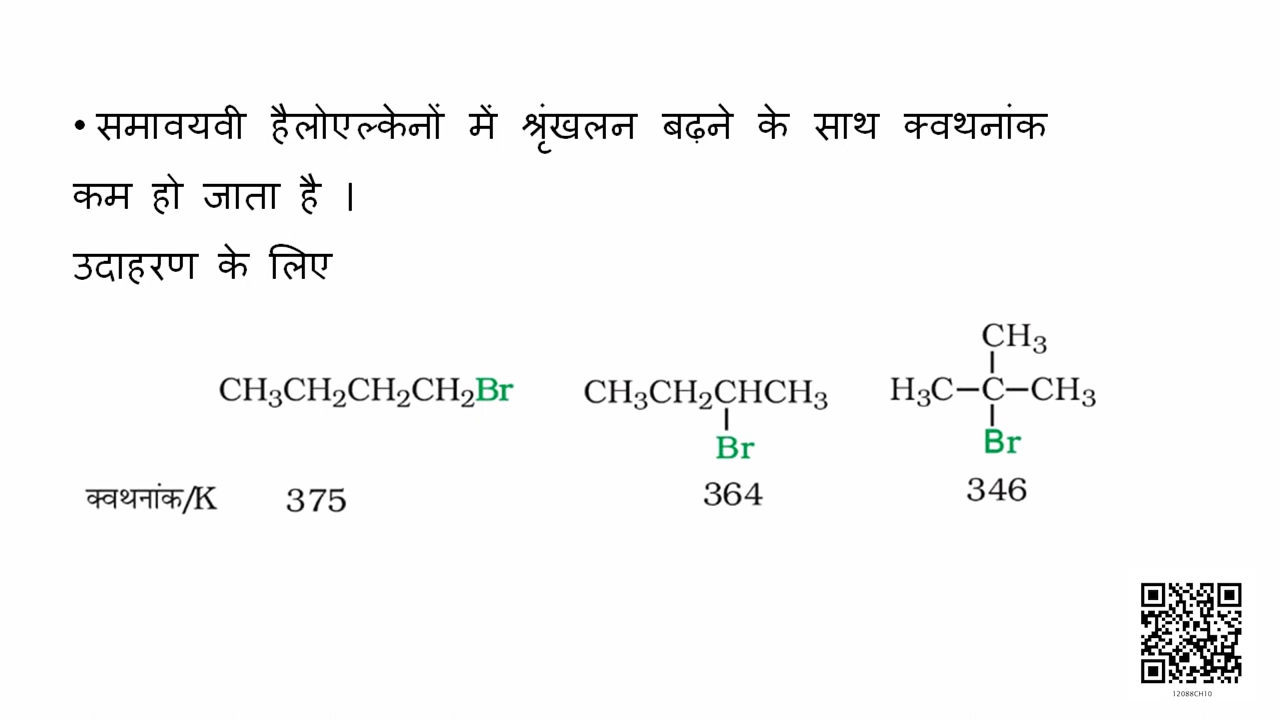 • समावयवी हैलोएल्केनों में श्रृंखलन बढ़ने के साथ क्वथनांक
कम हो जाता है ।
उदाहरण के लिए
CH₃
CH₃CH₂CH₂CH₂Br CH₃CH₂CHCH₃ H₃C–C–CH₃
Br Br
क्वथनांक/K 375 364 346
12088CH10